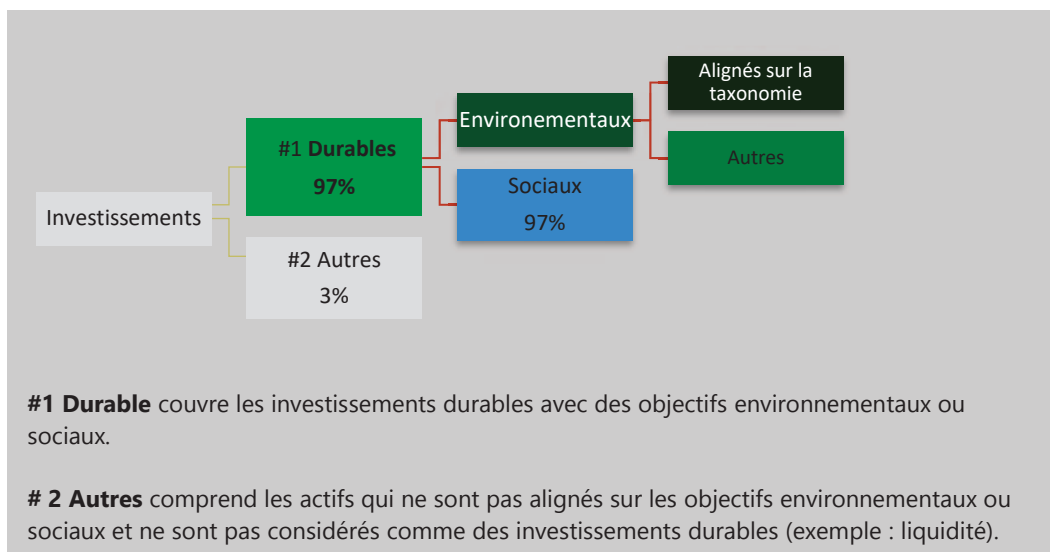 Investissements
#1 Durables
97%
#2 Autres
3%
Environementaux
Sociaux
97%
Alignés sur la
taxonomie
Autres
#1 Durable couvre les investissements durables avec des objectifs environnementaux ou
sociaux.
# 2 Autres comprend les actifs qui ne sont pas alignés sur les objectifs environnementaux ou
sociaux et ne sont pas considérés comme des investissements durables (exemple : liquidité).